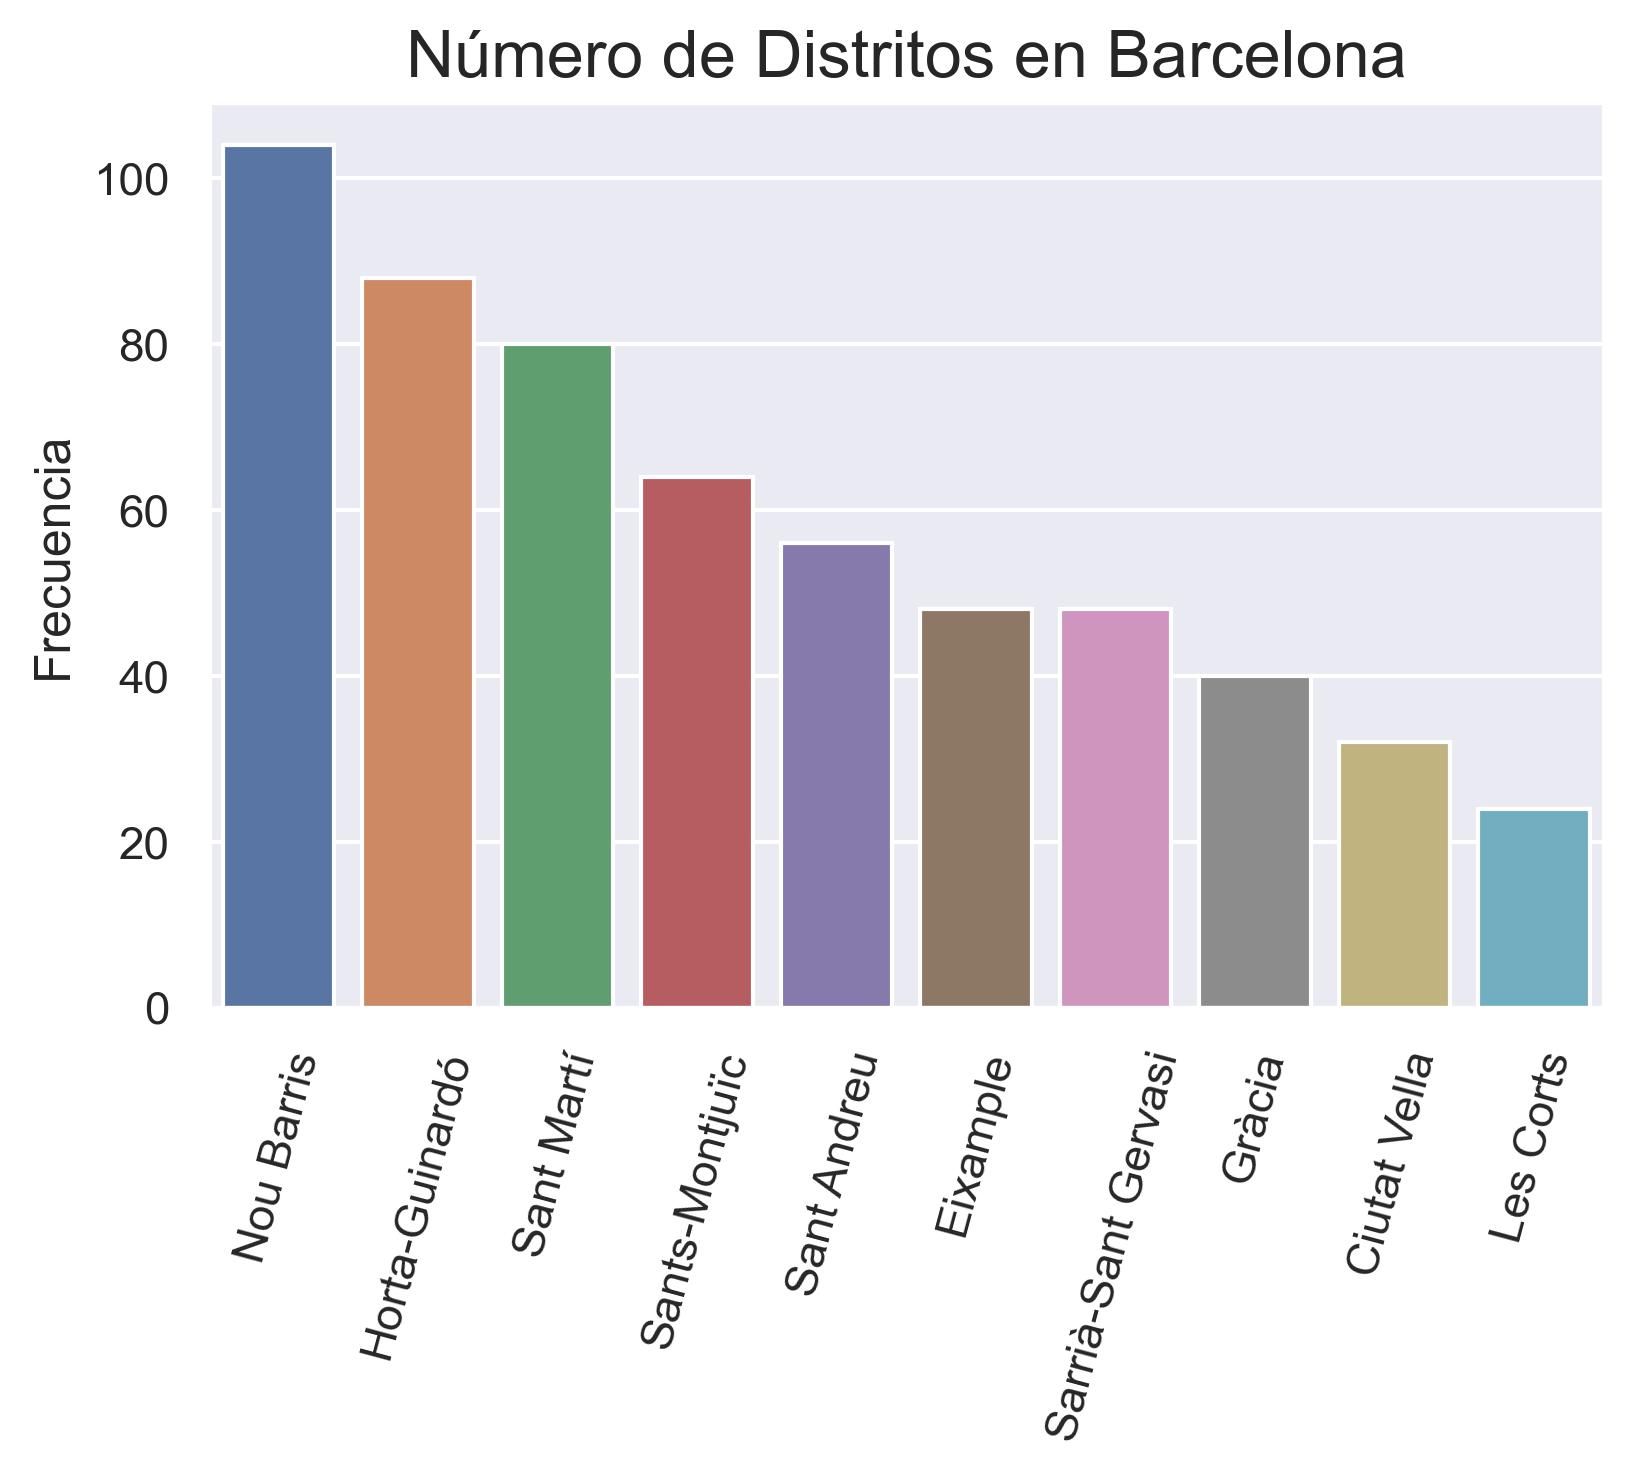 Número de Distritos en Barcelona
Frecuencia
100
80
60
40
20
0
Nou Barris
Horta-Guinardó
Sant Martí
Sants-Montjuïc
Sant Andreu
Eixample
Sarrià-Sant Gervasi
Gràcia
Ciutat Vella
Les Corts